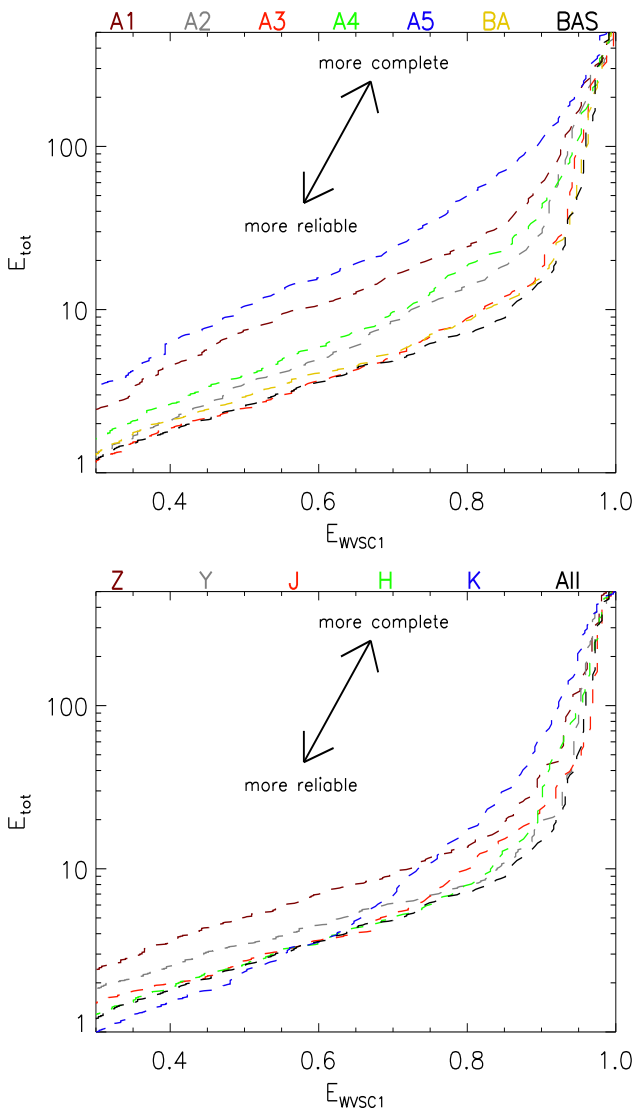 A1 A2 A3 A4 A5 BA BAS
more complete
100
more reliable
E_tot
10
1
0.4 0.6 0.8 1.0
E_WVSC1
Z Y J H K All
more complete
100
more reliable
E_tot
10
1
0.4 0.6 0.8 1.0
E_WVSC1